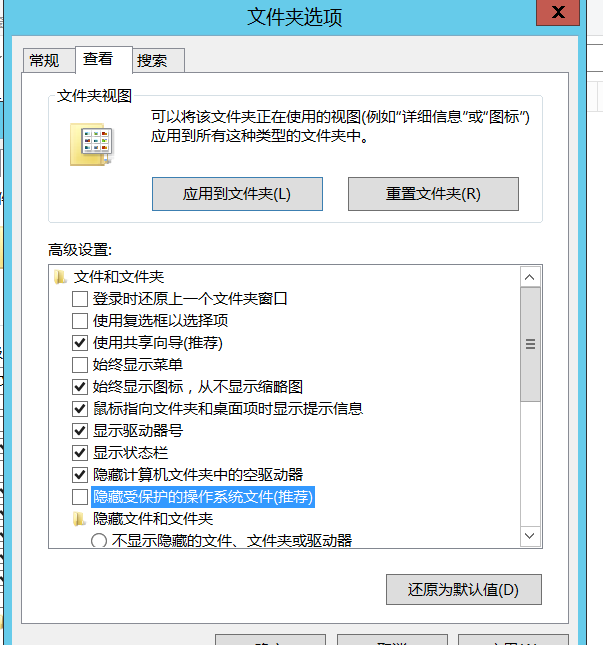 文件夹选项
常规 查看 搜索
文件夹视图
可以将该文件夹正在使用的视图(例如“详细信息”或“图标”)
应用到所有这种类型的文件夹中。
应用到文件夹(L) 重置文件夹(R)
高级设置:
文件和文件夹
登录时还原上一个文件夹窗口
使用复选框以选择项
使用共享向导(推荐)
始终显示菜单
始终显示图标，从不显示缩略图
鼠标指向文件夹和桌面项时显示提示信息
显示驱动器号
显示状态栏
隐藏计算机文件夹中的空驱动器
隐藏受保护的操作系统文件(推荐)
隐藏文件和文件夹
不显示隐藏的文件、文件夹或驱动器
还原为默认值(D)